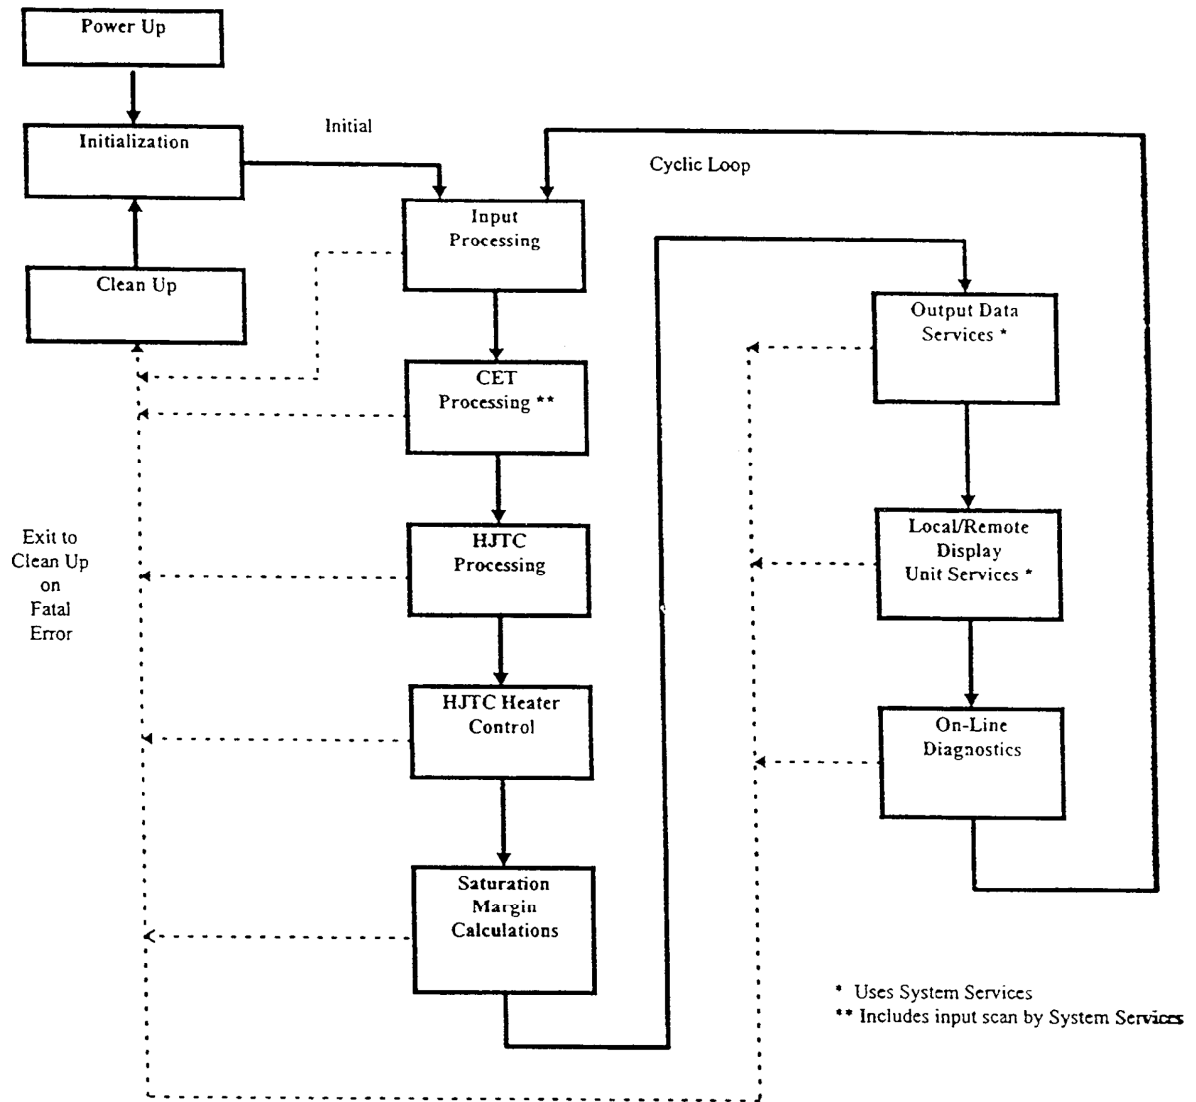 Power Up
Initialization
Initial
Cyclic Loop
Input
Processing
Clean Up
Output Data
Services *
CET
Processing **
Local/Remote
Display
Unit Services *
Exit to
Clean Up
on
Fatal
Error
HJTC
Processing
HJTC Heater
Control
On-Line
Diagnostics
Saturation
Margin
Calculations
* Uses System Services
** Includes input scan by System Services